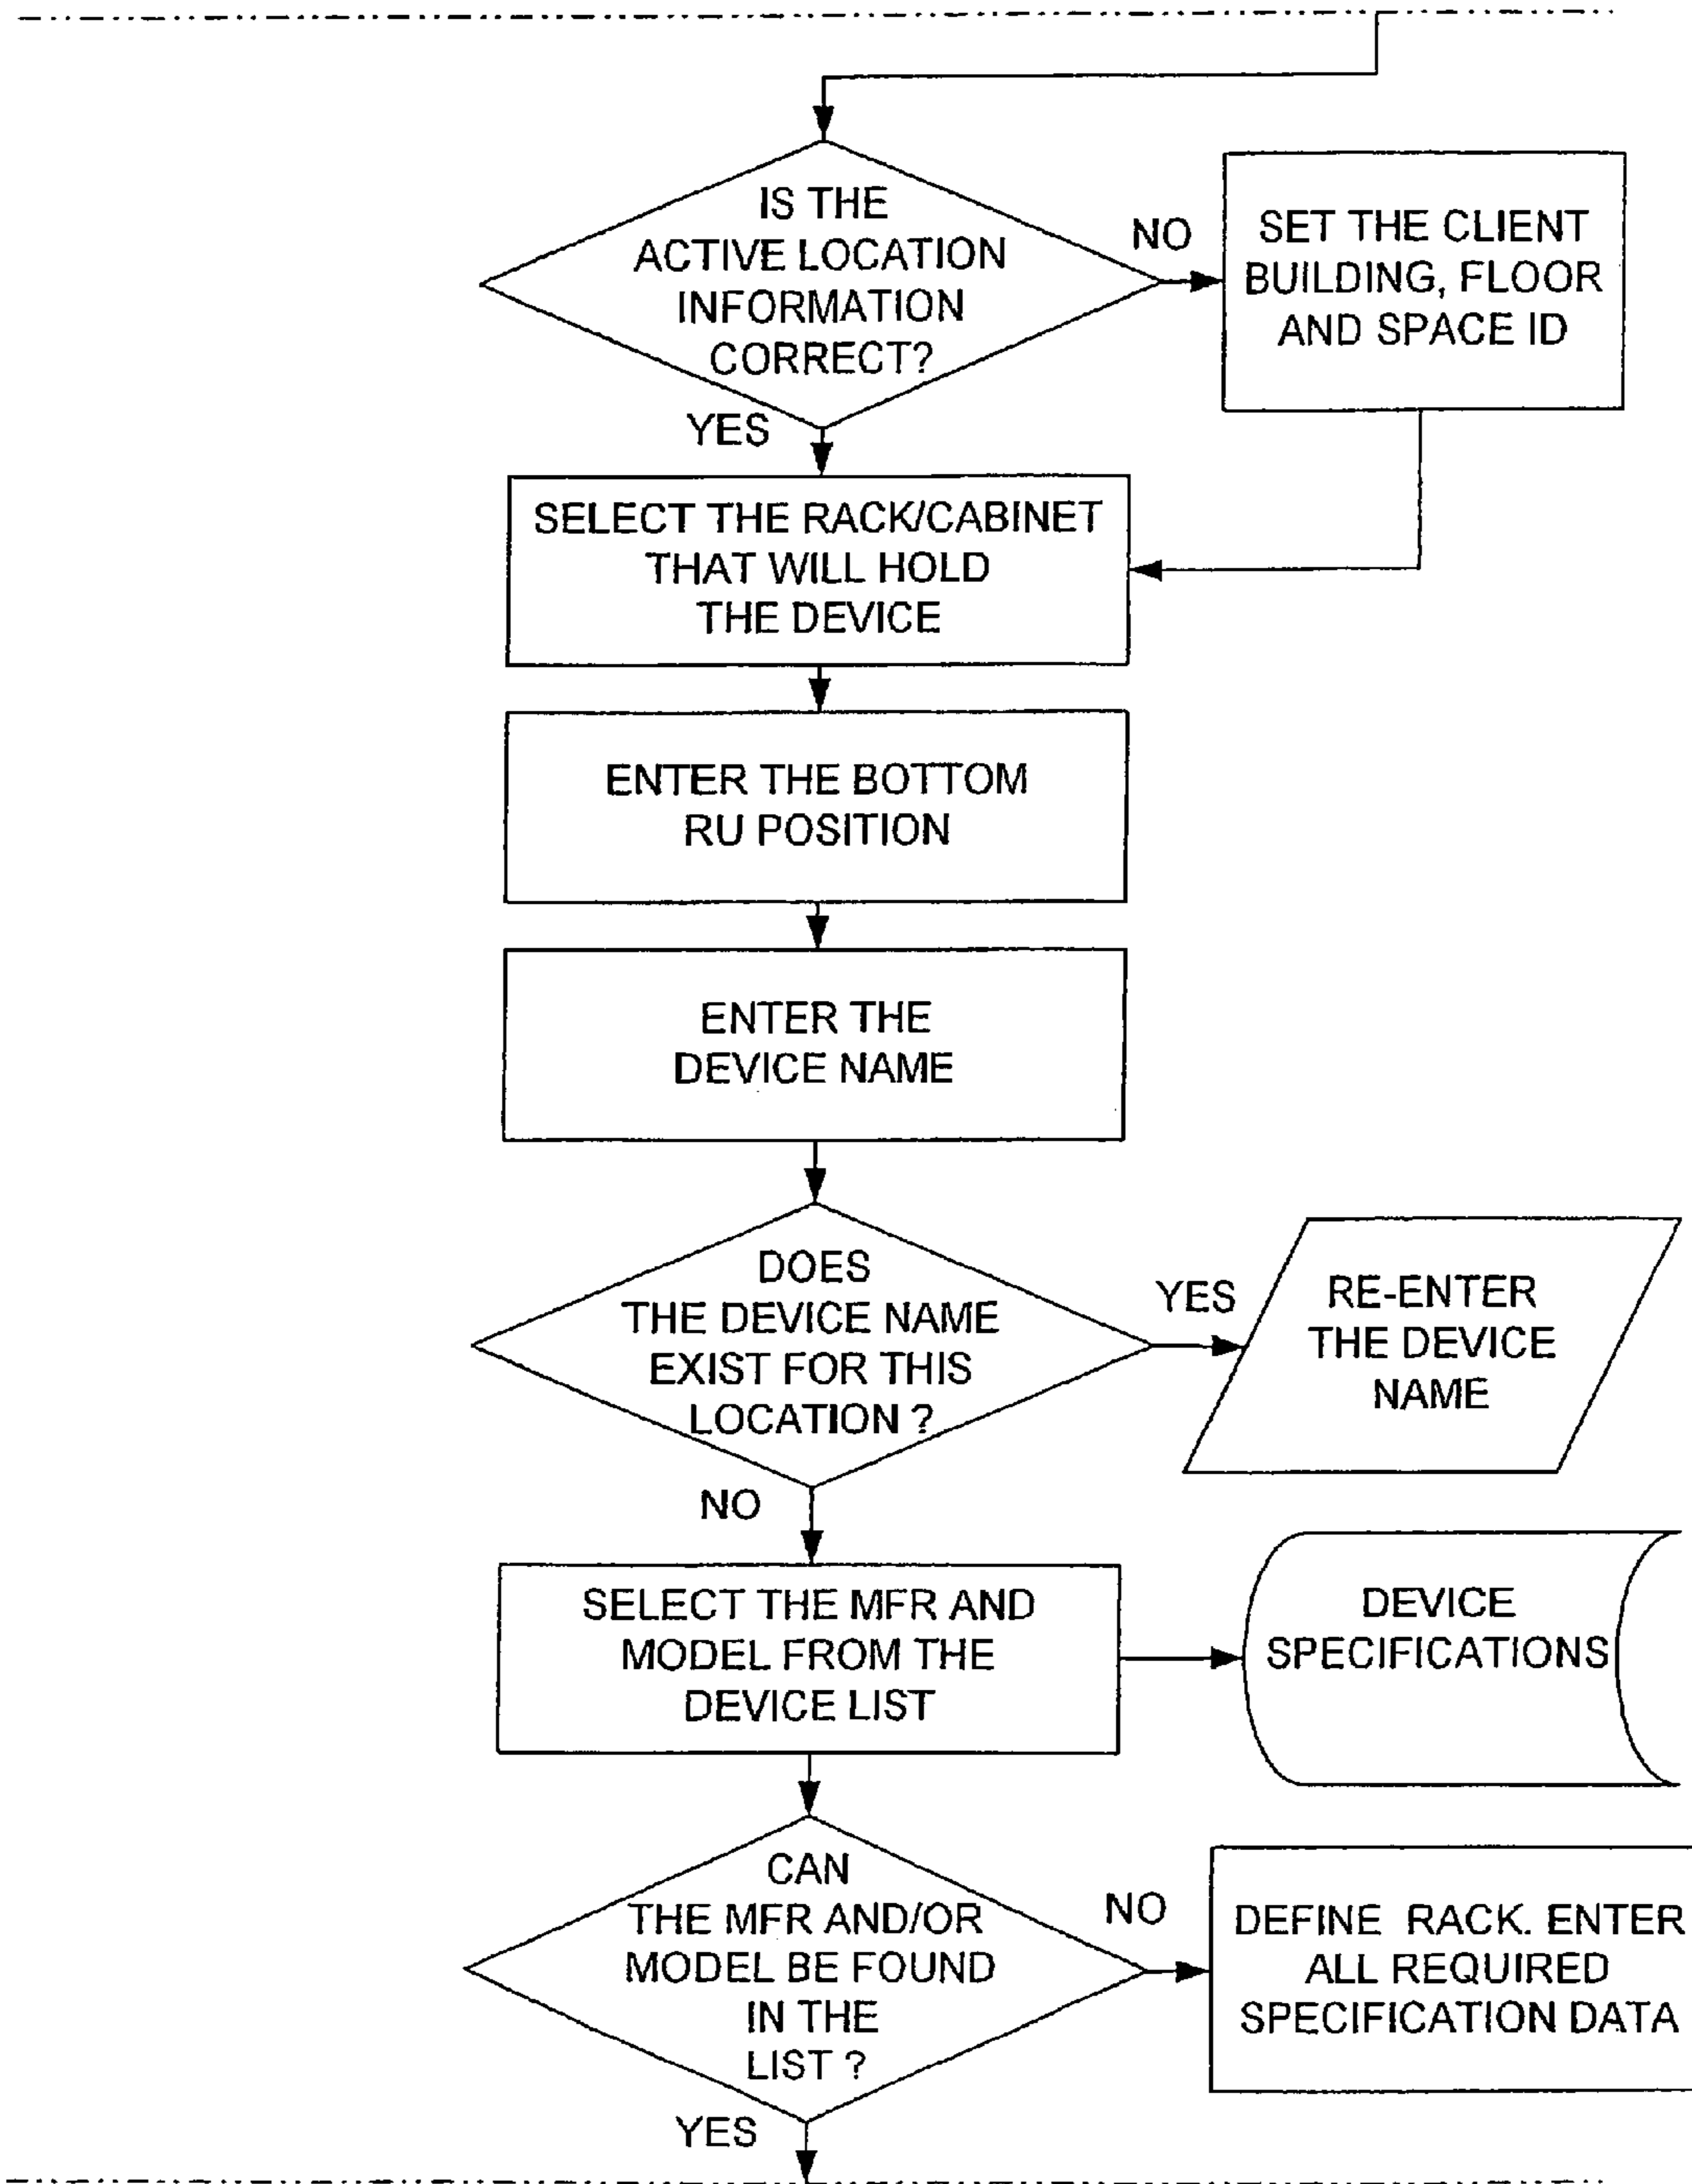 IS THE
ACTIVE LOCATION
INFORMATION
CORRECT?
NO
SET THE CLIENT
BUILDING, FLOOR
AND SPACE ID
YES
SELECT THE RACK/CABINET
THAT WILL HOLD
THE DEVICE
ENTER THE BOTTOM
RU POSITION
ENTER THE
DEVICE NAME
DOES
THE DEVICE NAME
EXIST FOR THIS
LOCATION ?
YES
RE-ENTER
THE DEVICE
NAME
NO
SELECT THE MFR AND
MODEL FROM THE
DEVICE LIST
DEVICE
SPECIFICATIONS
CAN
THE MFR AND/OR
MODEL BE FOUND
IN THE
LIST ?
NO
DEFINE RACK. ENTER
ALL REQUIRED
SPECIFICATION DATA
YES